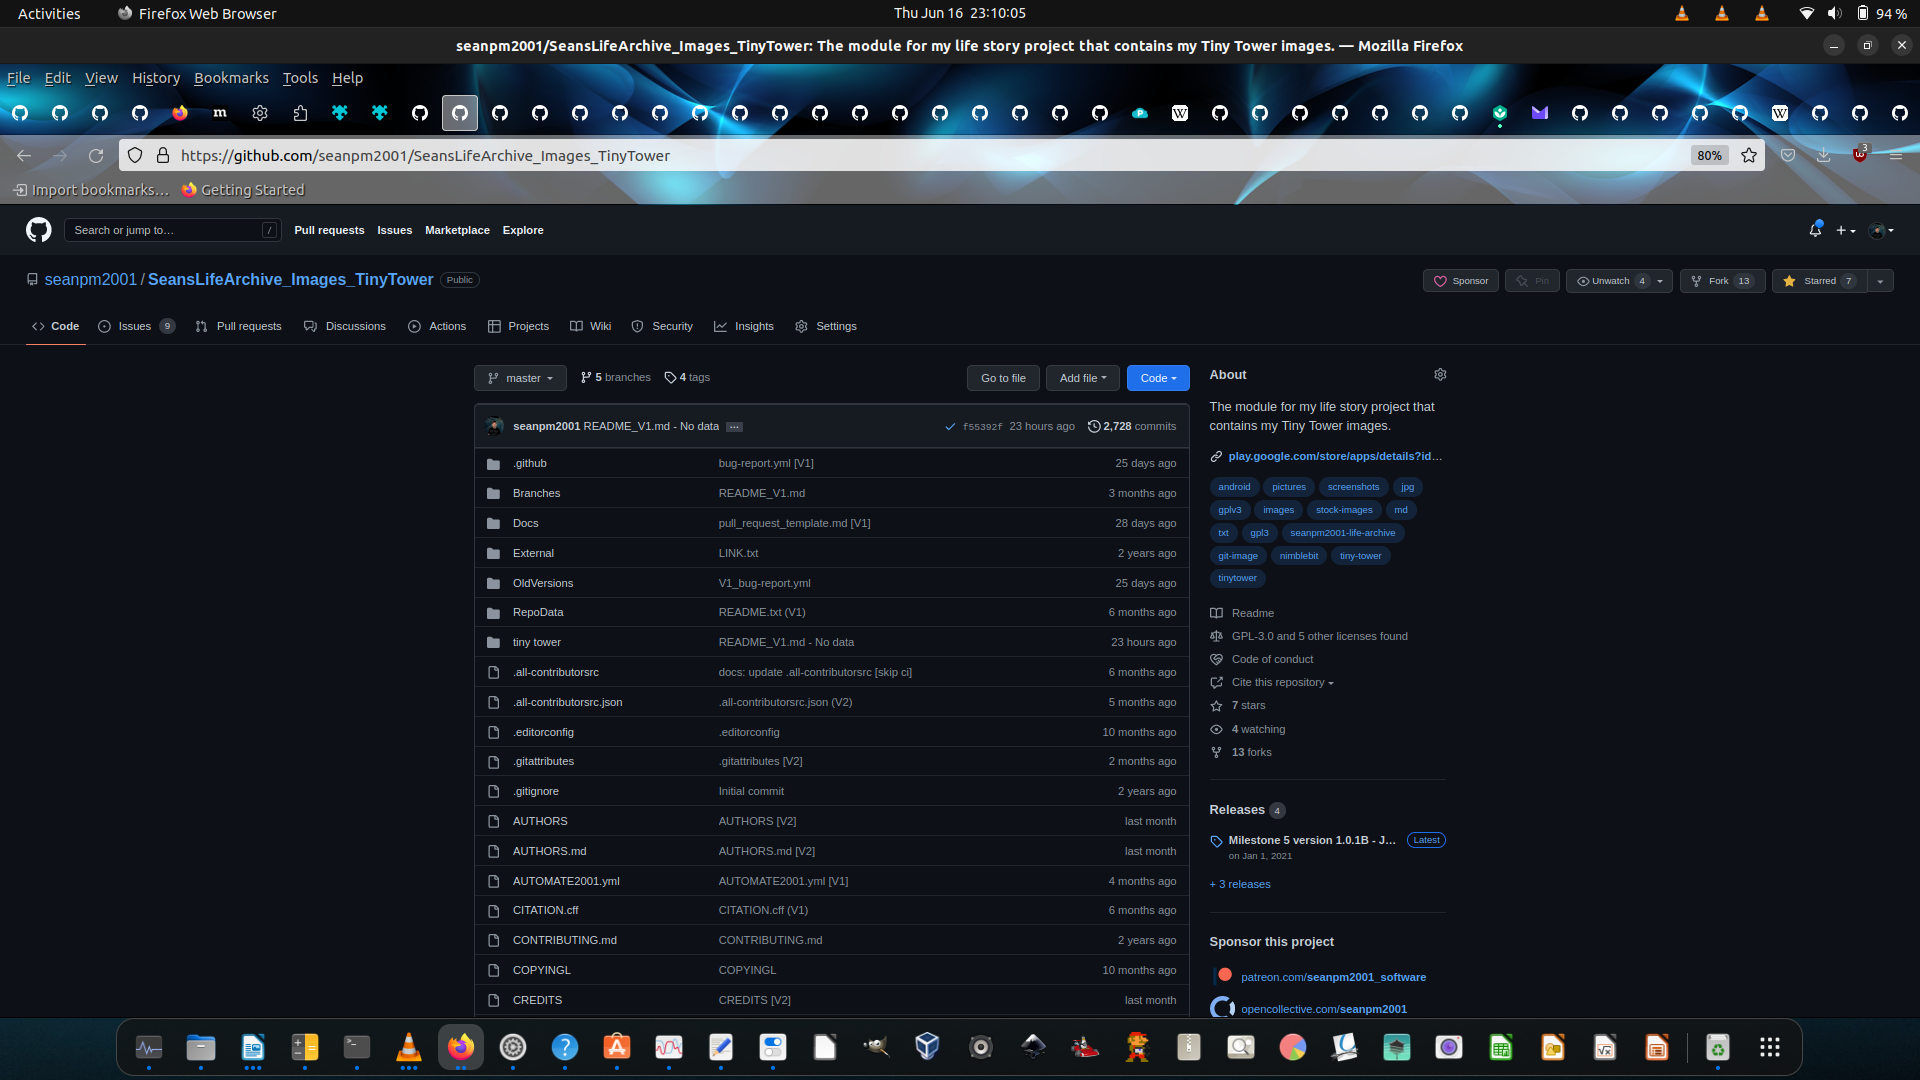 Activities
Firefox Web Browser
Thu Jun 16 23:10:05
94 %
seanpm2001/SeansLifeArchive_Images_TinyTower: The module for my life story project that contains my Tiny Tower images. — Mozilla Firefox
File Edit View History Bookmarks Tools Help
https://github.com/seanpm2001/SeansLifeArchive_Images_TinyTower
80%
3
Import bookmarks…
Getting Started
Search or jump to…
/
Pull requests
Issues
Marketplace
Explore
seanpm2001 / SeansLifeArchive_Images_TinyTower
Public
Sponsor
Pin
Unwatch 4
Fork 13
Starred 7
Code
Issues 9
Pull requests
Discussions
Actions
Projects
Wiki
Security
Insights
Settings
master
5 branches
4 tags
Go to file
Add file
Code
seanpm2001 README_V1.md - No data ...
f55392f 23 hours ago
2,728 commits
.github bug-report.yml [V1] 25 days ago
Branches README_V1.md 3 months ago
Docs pull_request_template.md [V1] 28 days ago
External LINK.txt 2 years ago
OldVersions V1_bug-report.yml 25 days ago
RepoData README.txt (V1) 6 months ago
tiny tower README_V1.md - No data 23 hours ago
.all-contributorsrc docs: update .all-contributorsrc [skip ci] 6 months ago
.all-contributorsrc.json .all-contributorsrc.json (V2) 5 months ago
.editorconfig .editorconfig 10 months ago
.gitattributes .gitattributes [V2] 2 months ago
.gitignore Initial commit 2 years ago
AUTHORS AUTHORS [V2] last month
AUTHORS.md AUTHORS.md [V2] last month
AUTOMATE2001.yml AUTOMATE2001.yml [V1] 4 months ago
CITATION.cff CITATION.cff (V1) 6 months ago
CONTRIBUTING.md CONTRIBUTING.md 2 years ago
COPYINGL COPYINGL 10 months ago
CREDITS CREDITS [V2] last month
About
The module for my life story project that
contains my Tiny Tower images.
play.google.com/store/apps/details?id…
android pictures screenshots jpg
gplv3 images stock-images md
txt gpl3 seanpm2001-life-archive
git-image nimblebit tiny-tower
tinytower
Readme
GPL-3.0 and 5 other licenses found
Code of conduct
Cite this repository
7 stars
4 watching
13 forks
Releases 4
Milestone 5 version 1.0.1B - J… Latest
on Jan 1, 2021
+ 3 releases
Sponsor this project
patreon.com/seanpm2001_software
opencollective.com/seanpm2001